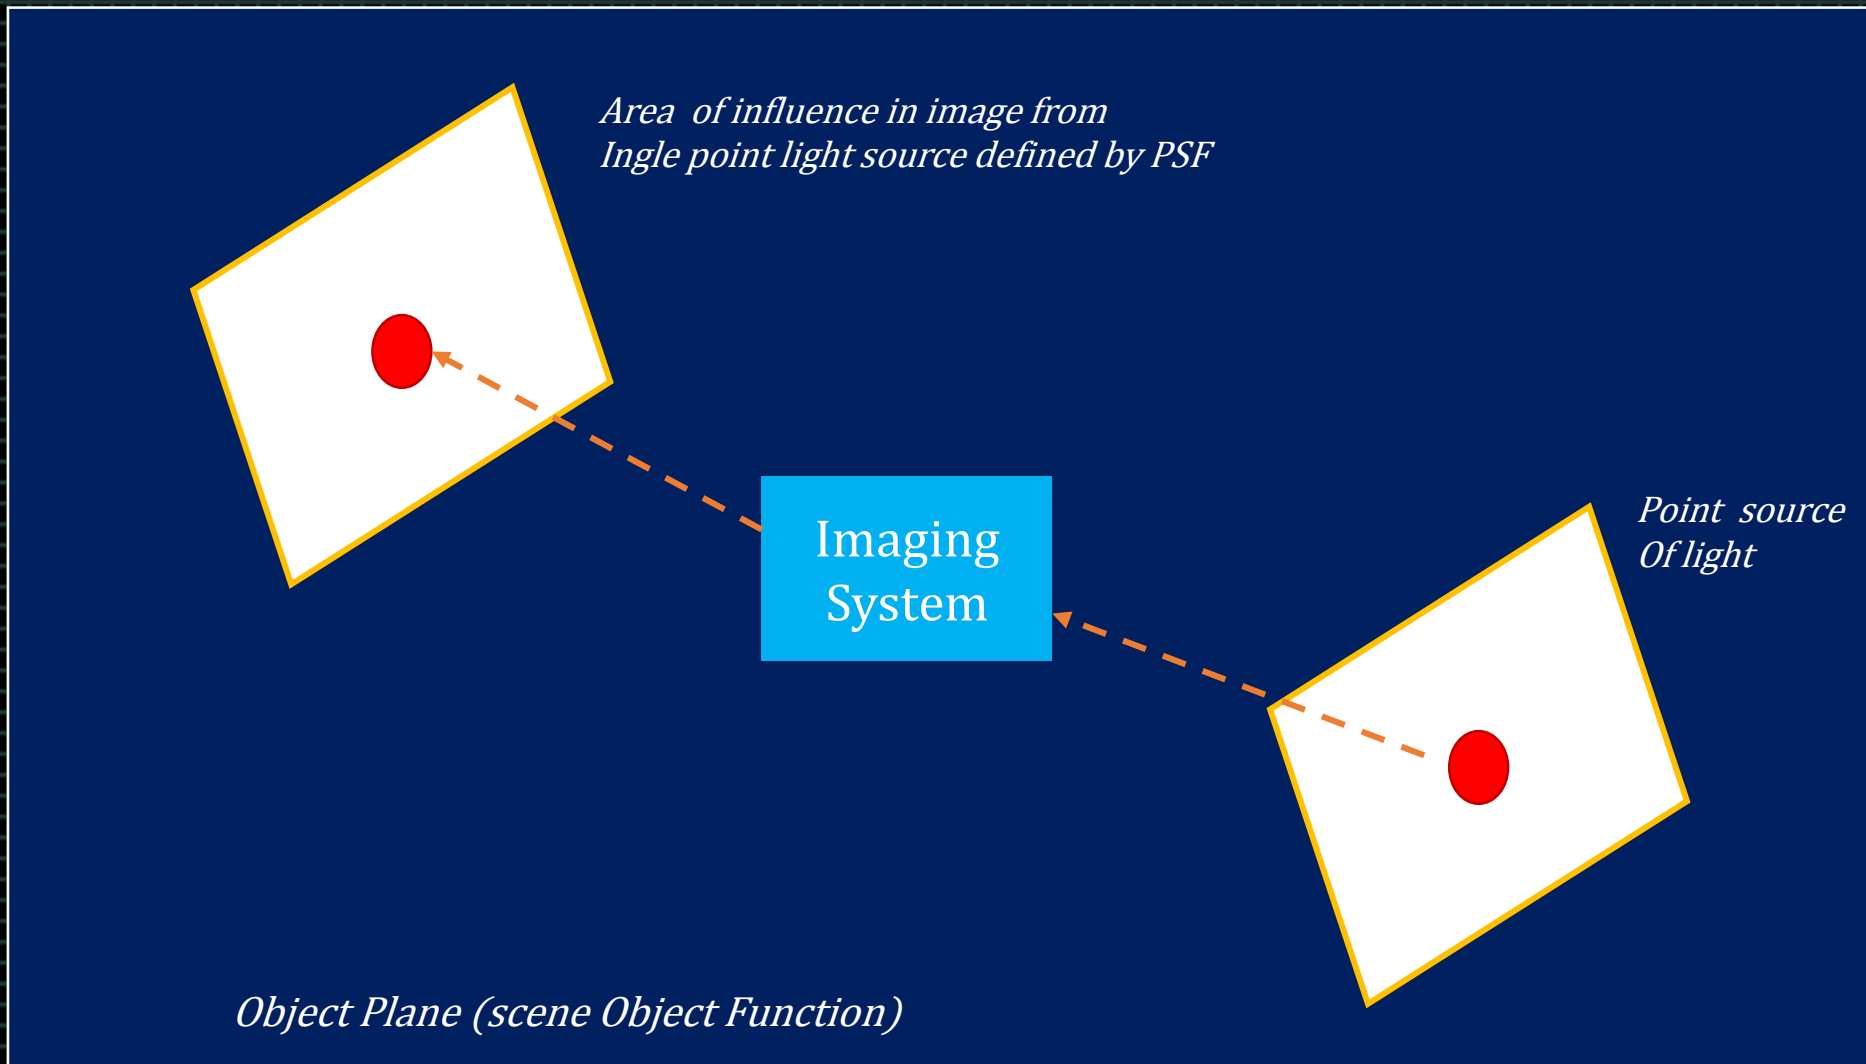 Area of influence in image from
Ingle point light source defined by PSF
Imaging
System
Point source
Of light
Object Plane (scene Object Function)